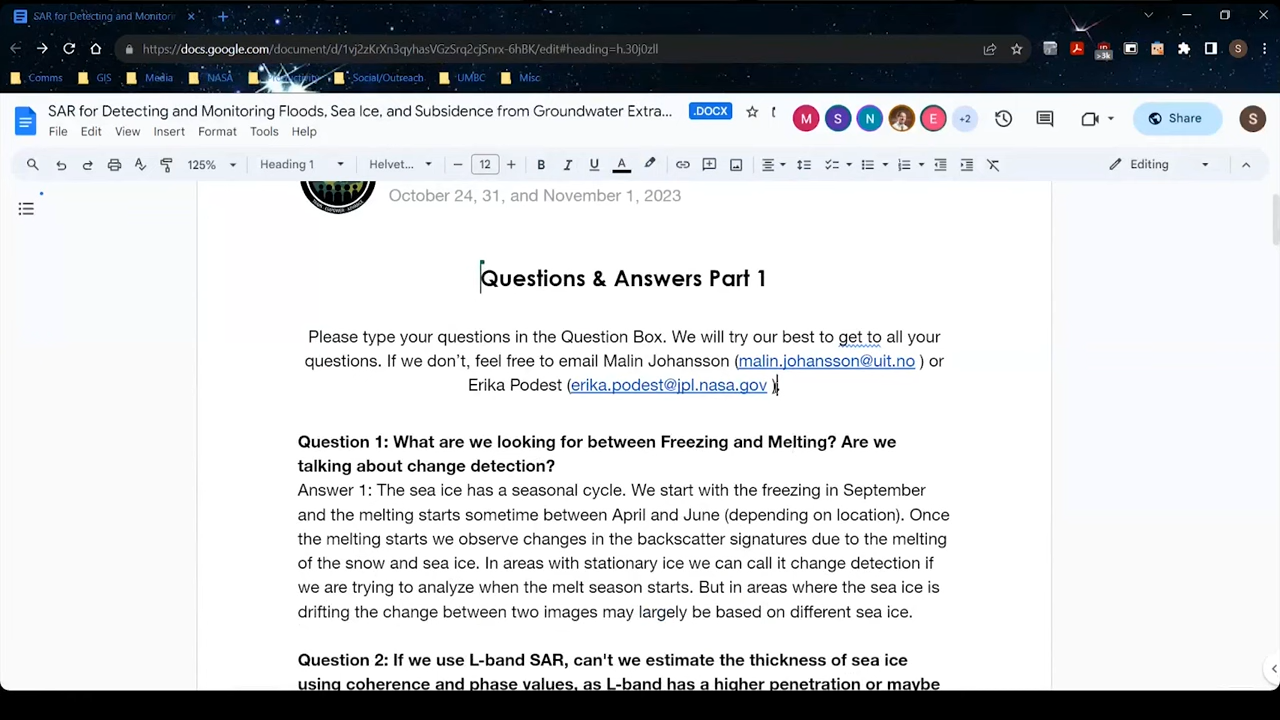 SAR for Detecting and Monitor
https://docs.google.com/document/d/1vj2zKrXn3qyhasVGzSrq2cjSnrx-6hBK/edit#heading=h.30j0zll
>3k
S
Comms GIS Media NASA Social/Outreach UMBC Misc
SAR for Detecting and Monitoring Floods, Sea Ice, and Subsidence from Groundwater Extra... .DOCX
M S N E +2 Share S
File Edit View Insert Format Tools Help
125% Heading 1 Helvet... – 12 + B I U A Editing
October 24, 31, and November 1, 2023
Questions & Answers Part 1
Please type your questions in the Question Box. We will try our best to get to all your
questions. If we don’t, feel free to email Malin Johansson (malin.johansson@uit.no ) or
Erika Podest (erika.podest@jpl.nasa.gov ).
Question 1: What are we looking for between Freezing and Melting? Are we
talking about change detection?
Answer 1: The sea ice has a seasonal cycle. We start with the freezing in September
and the melting starts sometime between April and June (depending on location). Once
the melting starts we observe changes in the backscatter signatures due to the melting
of the snow and sea ice. In areas with stationary ice we can call it change detection if
we are trying to analyze when the melt season starts. But in areas where the sea ice is
drifting the change between two images may largely be based on different sea ice.
Question 2: If we use L-band SAR, can't we estimate the thickness of sea ice
using coherence and phase values, as L-band has a higher penetration or maybe